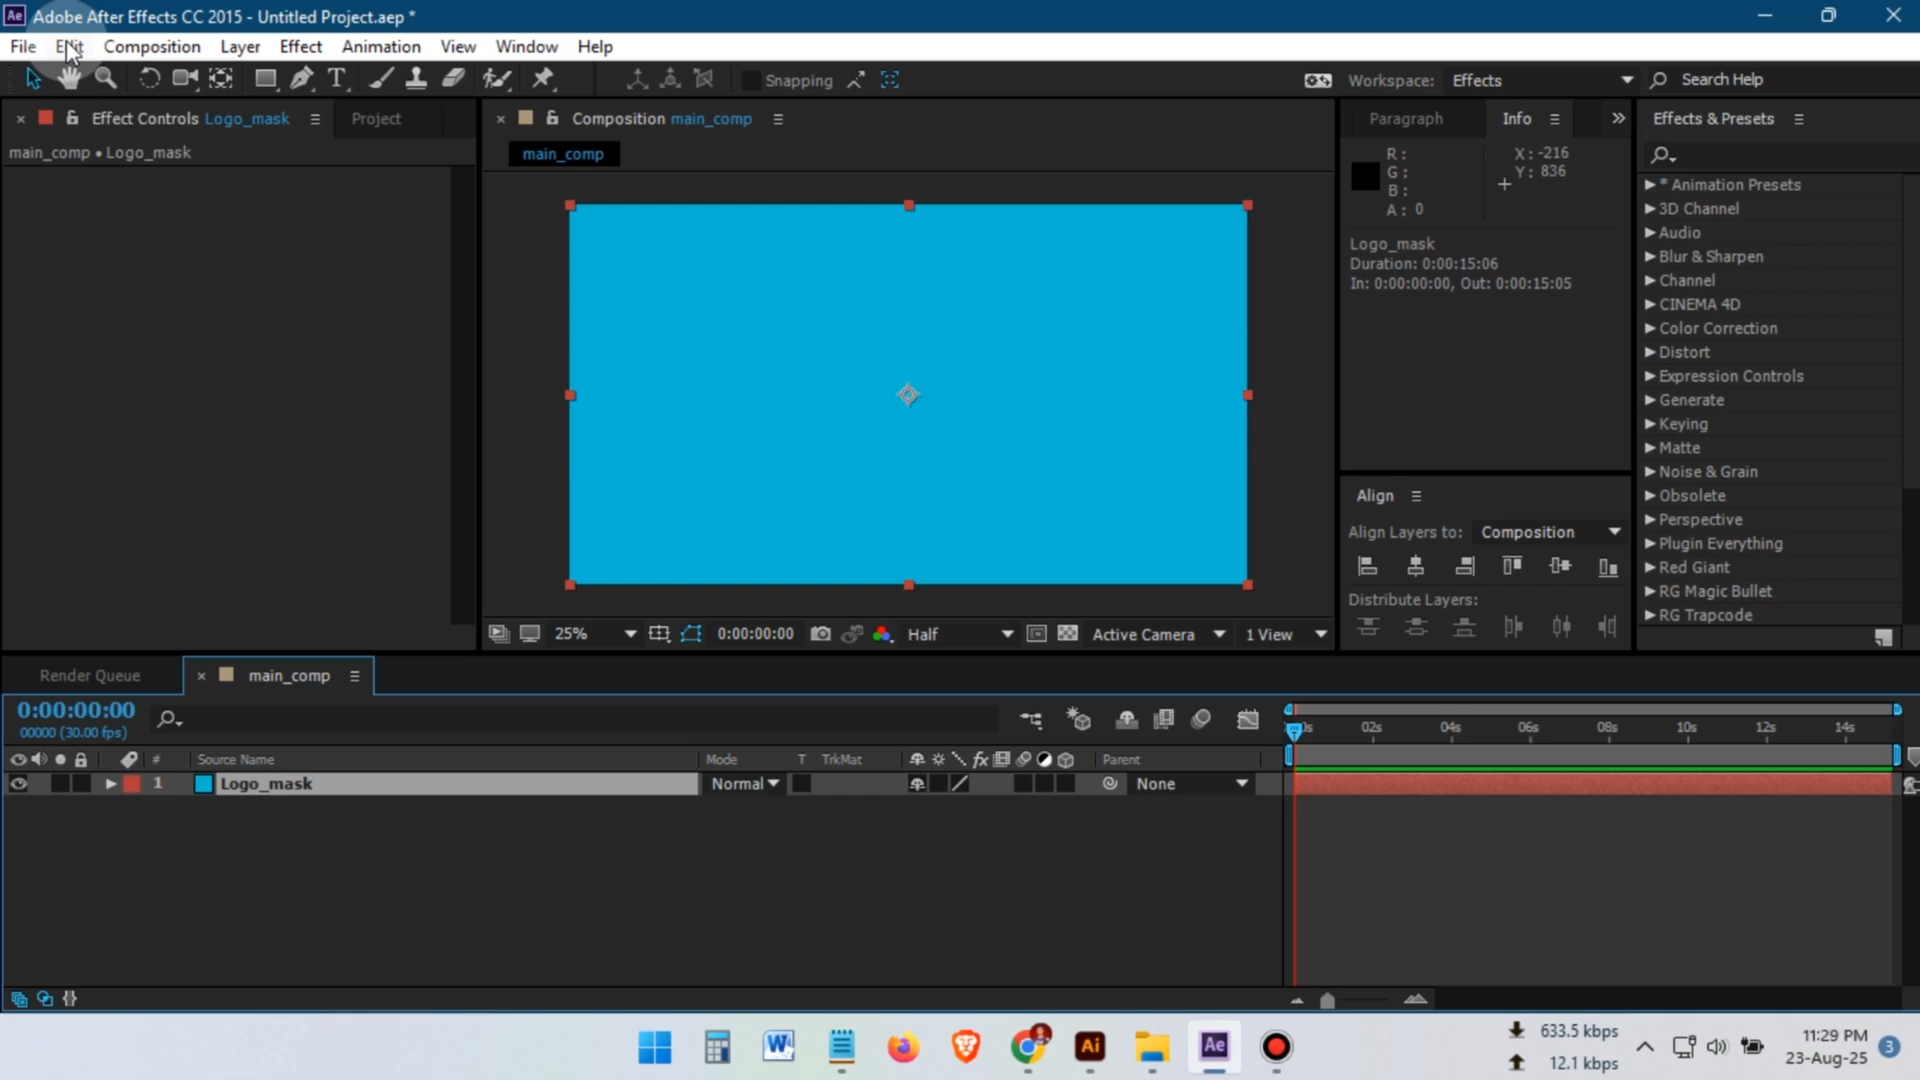 Ae Adobe After Effects CC 2015 - Untitled Project.aep *
File Edit Composition Layer Effect Animation View Window Help
T Snapping Workspace: Effects Search Help
× Effect Controls Logo_mask Project
main_comp • Logo_mask
× Composition main_comp
main_comp
Paragraph Info »
R: X: -216
G: Y: 836
B:
A: 0
Logo_mask
Duration: 0:00:15:06
In: 0:00:00:00, Out: 0:00:15:05
Align
Align Layers to: Composition
Distribute Layers:
Effects & Presets
* Animation Presets
3D Channel
Audio
Blur & Sharpen
Channel
CINEMA 4D
Color Correction
Distort
Expression Controls
Generate
Keying
Matte
Noise & Grain
Obsolete
Perspective
Plugin Everything
Red Giant
RG Magic Bullet
RG Trapcode
25% 0:00:00:00 Half Active Camera 1 View
Render Queue × main_comp
0:00:00:00
00000 (30.00 fps)
02s 04s 06s 08s 10s 12s 14s
# Source Name Mode T TrkMat fx Parent
1 Logo_mask Normal None
W Ai Ae
633.5 kbps
12.1 kbps
11:29 PM
23-Aug-25
3